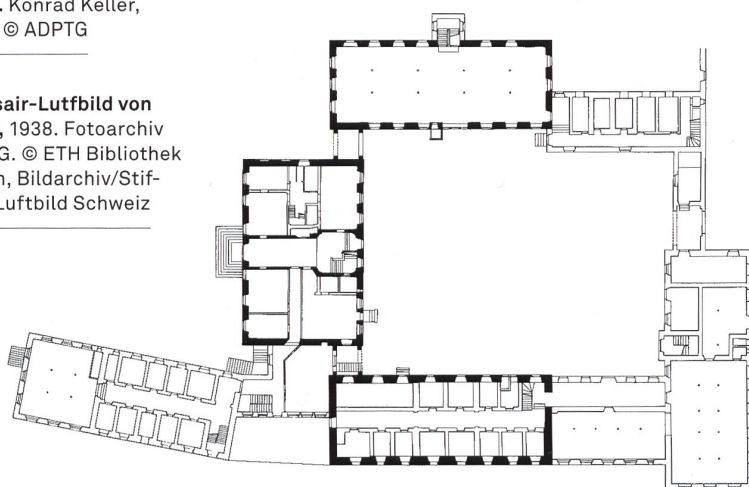 . Konrad Keller,
© ADPTG
sair-Lutfbild von
, 1938. Fotoarchiv
G. © ETH Bibliothek
n, Bildarchiv/Stif-
Luftbild Schweiz